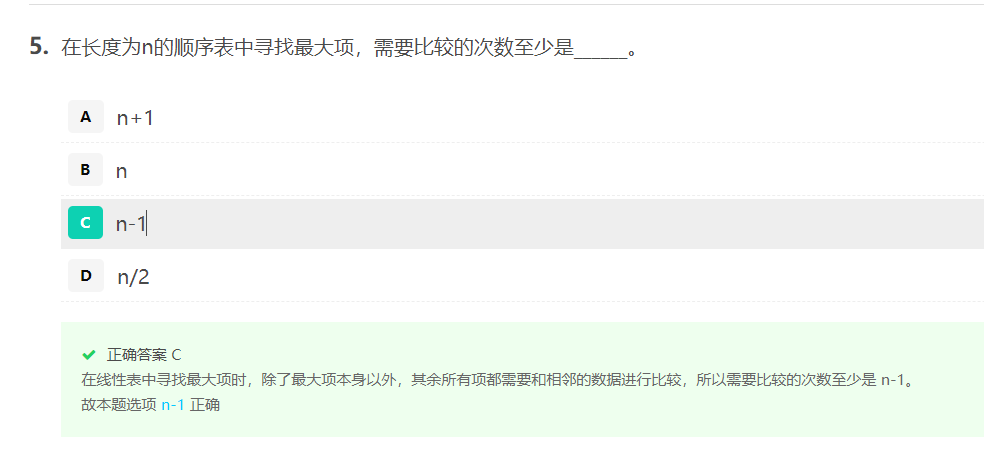 5. 在长度为n的顺序表中寻找最大项，需要比较的次数至少是______。
A n+1
B n
C n-1
D n/2
正确答案 C
在线性表中寻找最大项时，除了最大项本身以外，其余所有项都需要和相邻的数据进行比较，所以需要比较的次数至少是 n-1。
故本题选项 n-1 正确